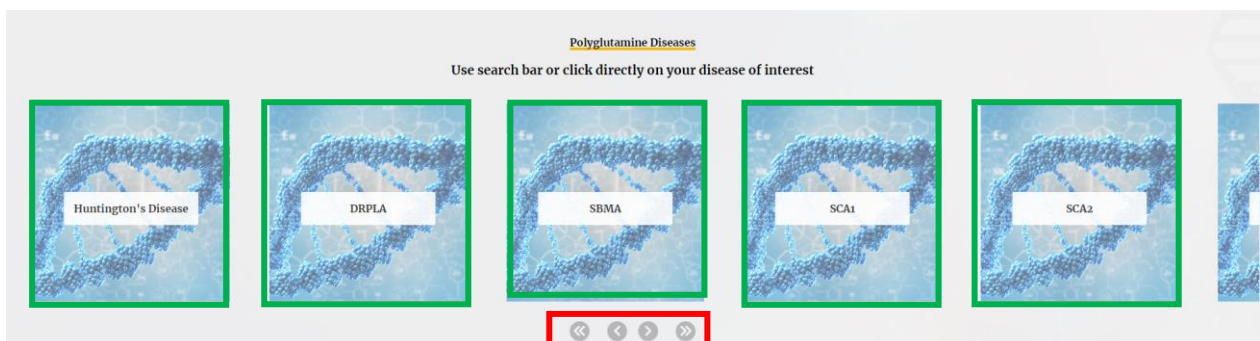 Polyglutamine Diseases
Use search bar or click directly on your disease of interest
Huntington's Disease
DRPLA
SBMA
SCA1
SCA2